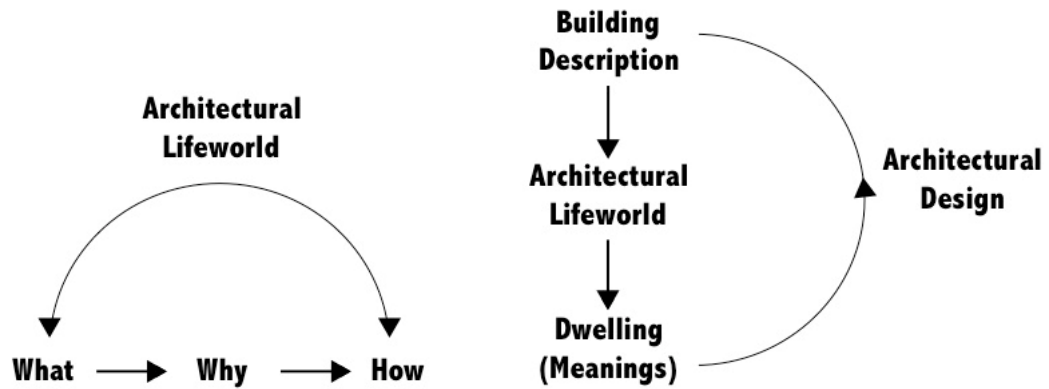 Architectural
Lifeworld
What
Why
How
Building
Description
Architectural
Lifeworld
Dwelling
(Meanings)
Architectural
Design